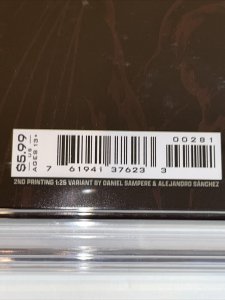 $5.99
US
AGES 13+
00281
7 61941 37623 3
2ND PRINTING 1:25 VARIANT BY DANIEL SAMPERE & ALEJANDRO SÁNCHEZ